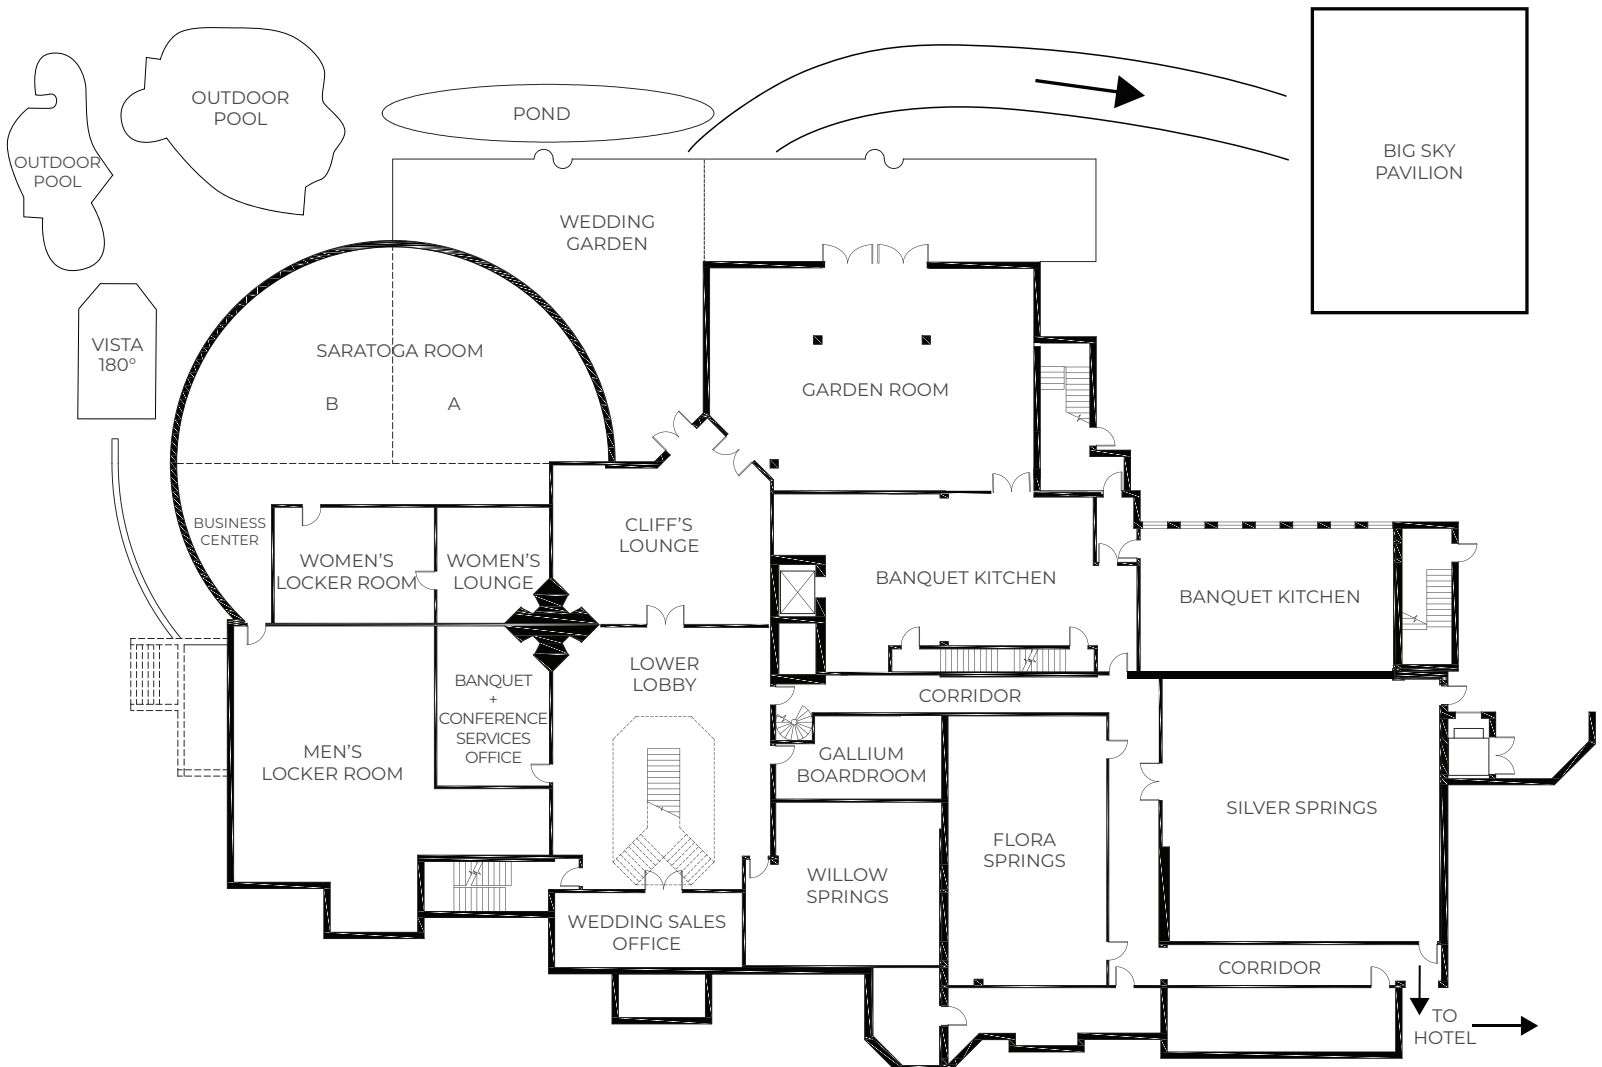 OUTDOOR
POOL
OUTDOOR
POOL
POND
BIG SKY
PAVILION
WEDDING
GARDEN
VISTA
180º
SARATOGA ROOM
B
A
GARDEN ROOM
BUSINESS
CENTER
WOMEN’S
LOCKER ROOM
WOMEN’S
LOUNGE
CLIFF’S
LOUNGE
BANQUET KITCHEN
BANQUET KITCHEN
LOWER
LOBBY
CORRIDOR
BANQUET
+
CONFERENCE
SERVICES
OFFICE
MEN’S
LOCKER ROOM
GALLIUM
BOARDROOM
SILVER SPRINGS
FLORA
SPRINGS
WILLOW
SPRINGS
WEDDING SALES
OFFICE
CORRIDOR
TO
HOTEL